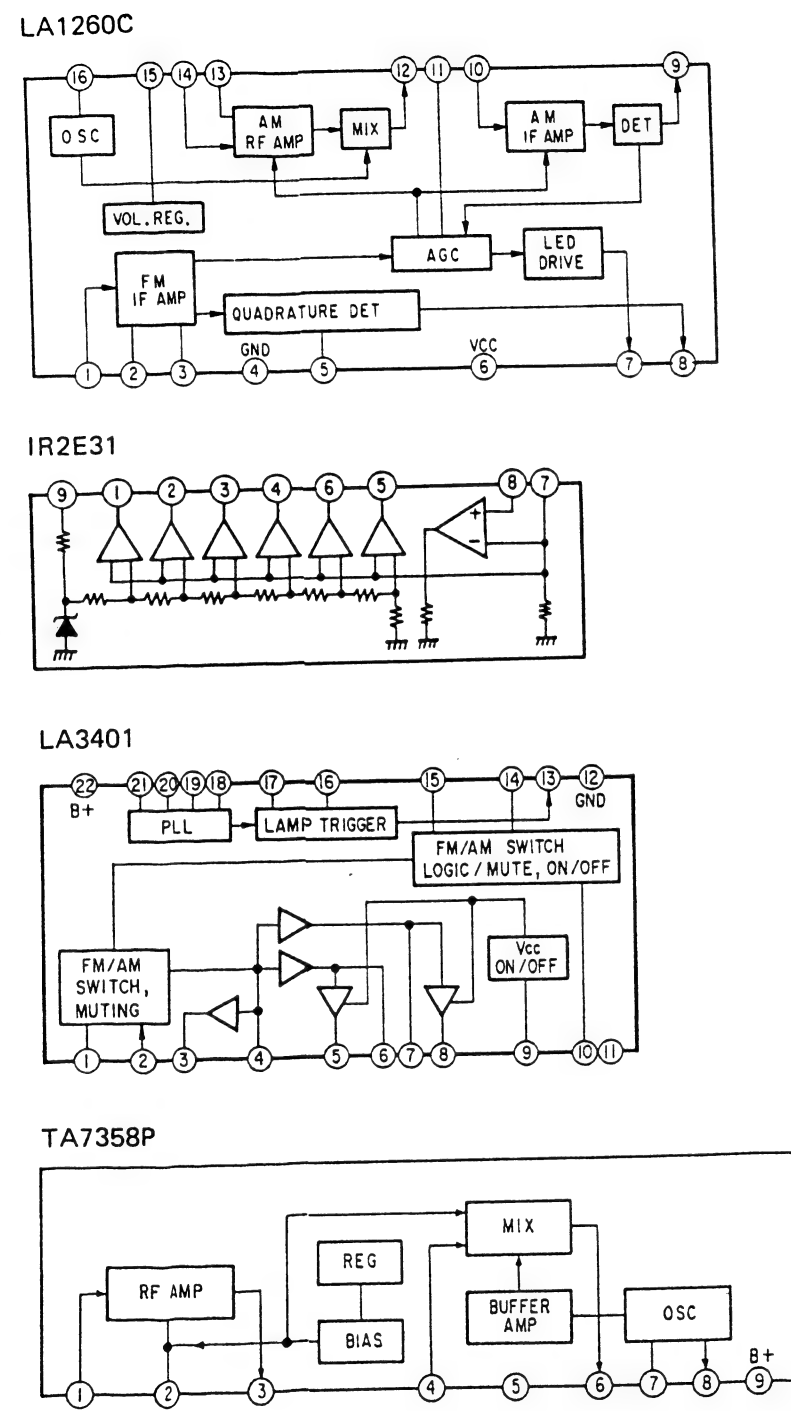 LA1260C
16 15 14 13 12 11 10 9
OSC
AM
RF AMP
MIX
AM
IF AMP
DET
VOL. REG.
AGC
LED
DRIVE
FM
IF AMP
QUADRATURE DET
GND
VCC
1 2 3 4 5 6 7 8
IR2E31
9 1 2 3 4 6 5 8 7
+
−
LA3401
22 21 20 19 18 17 16 15 14 13 12
B+
GND
PLL
LAMP TRIGGER
FM/AM SWITCH
LOGIC / MUTE, ON/OFF
FM/AM
SWITCH,
MUTING
Vcc
ON/OFF
1 2 3 4 5 6 7 8 9 10 11
TA7358P
MIX
REG
RF AMP
BIAS
BUFFER
AMP
OSC
B+
1 2 3 4 5 6 7 8 9